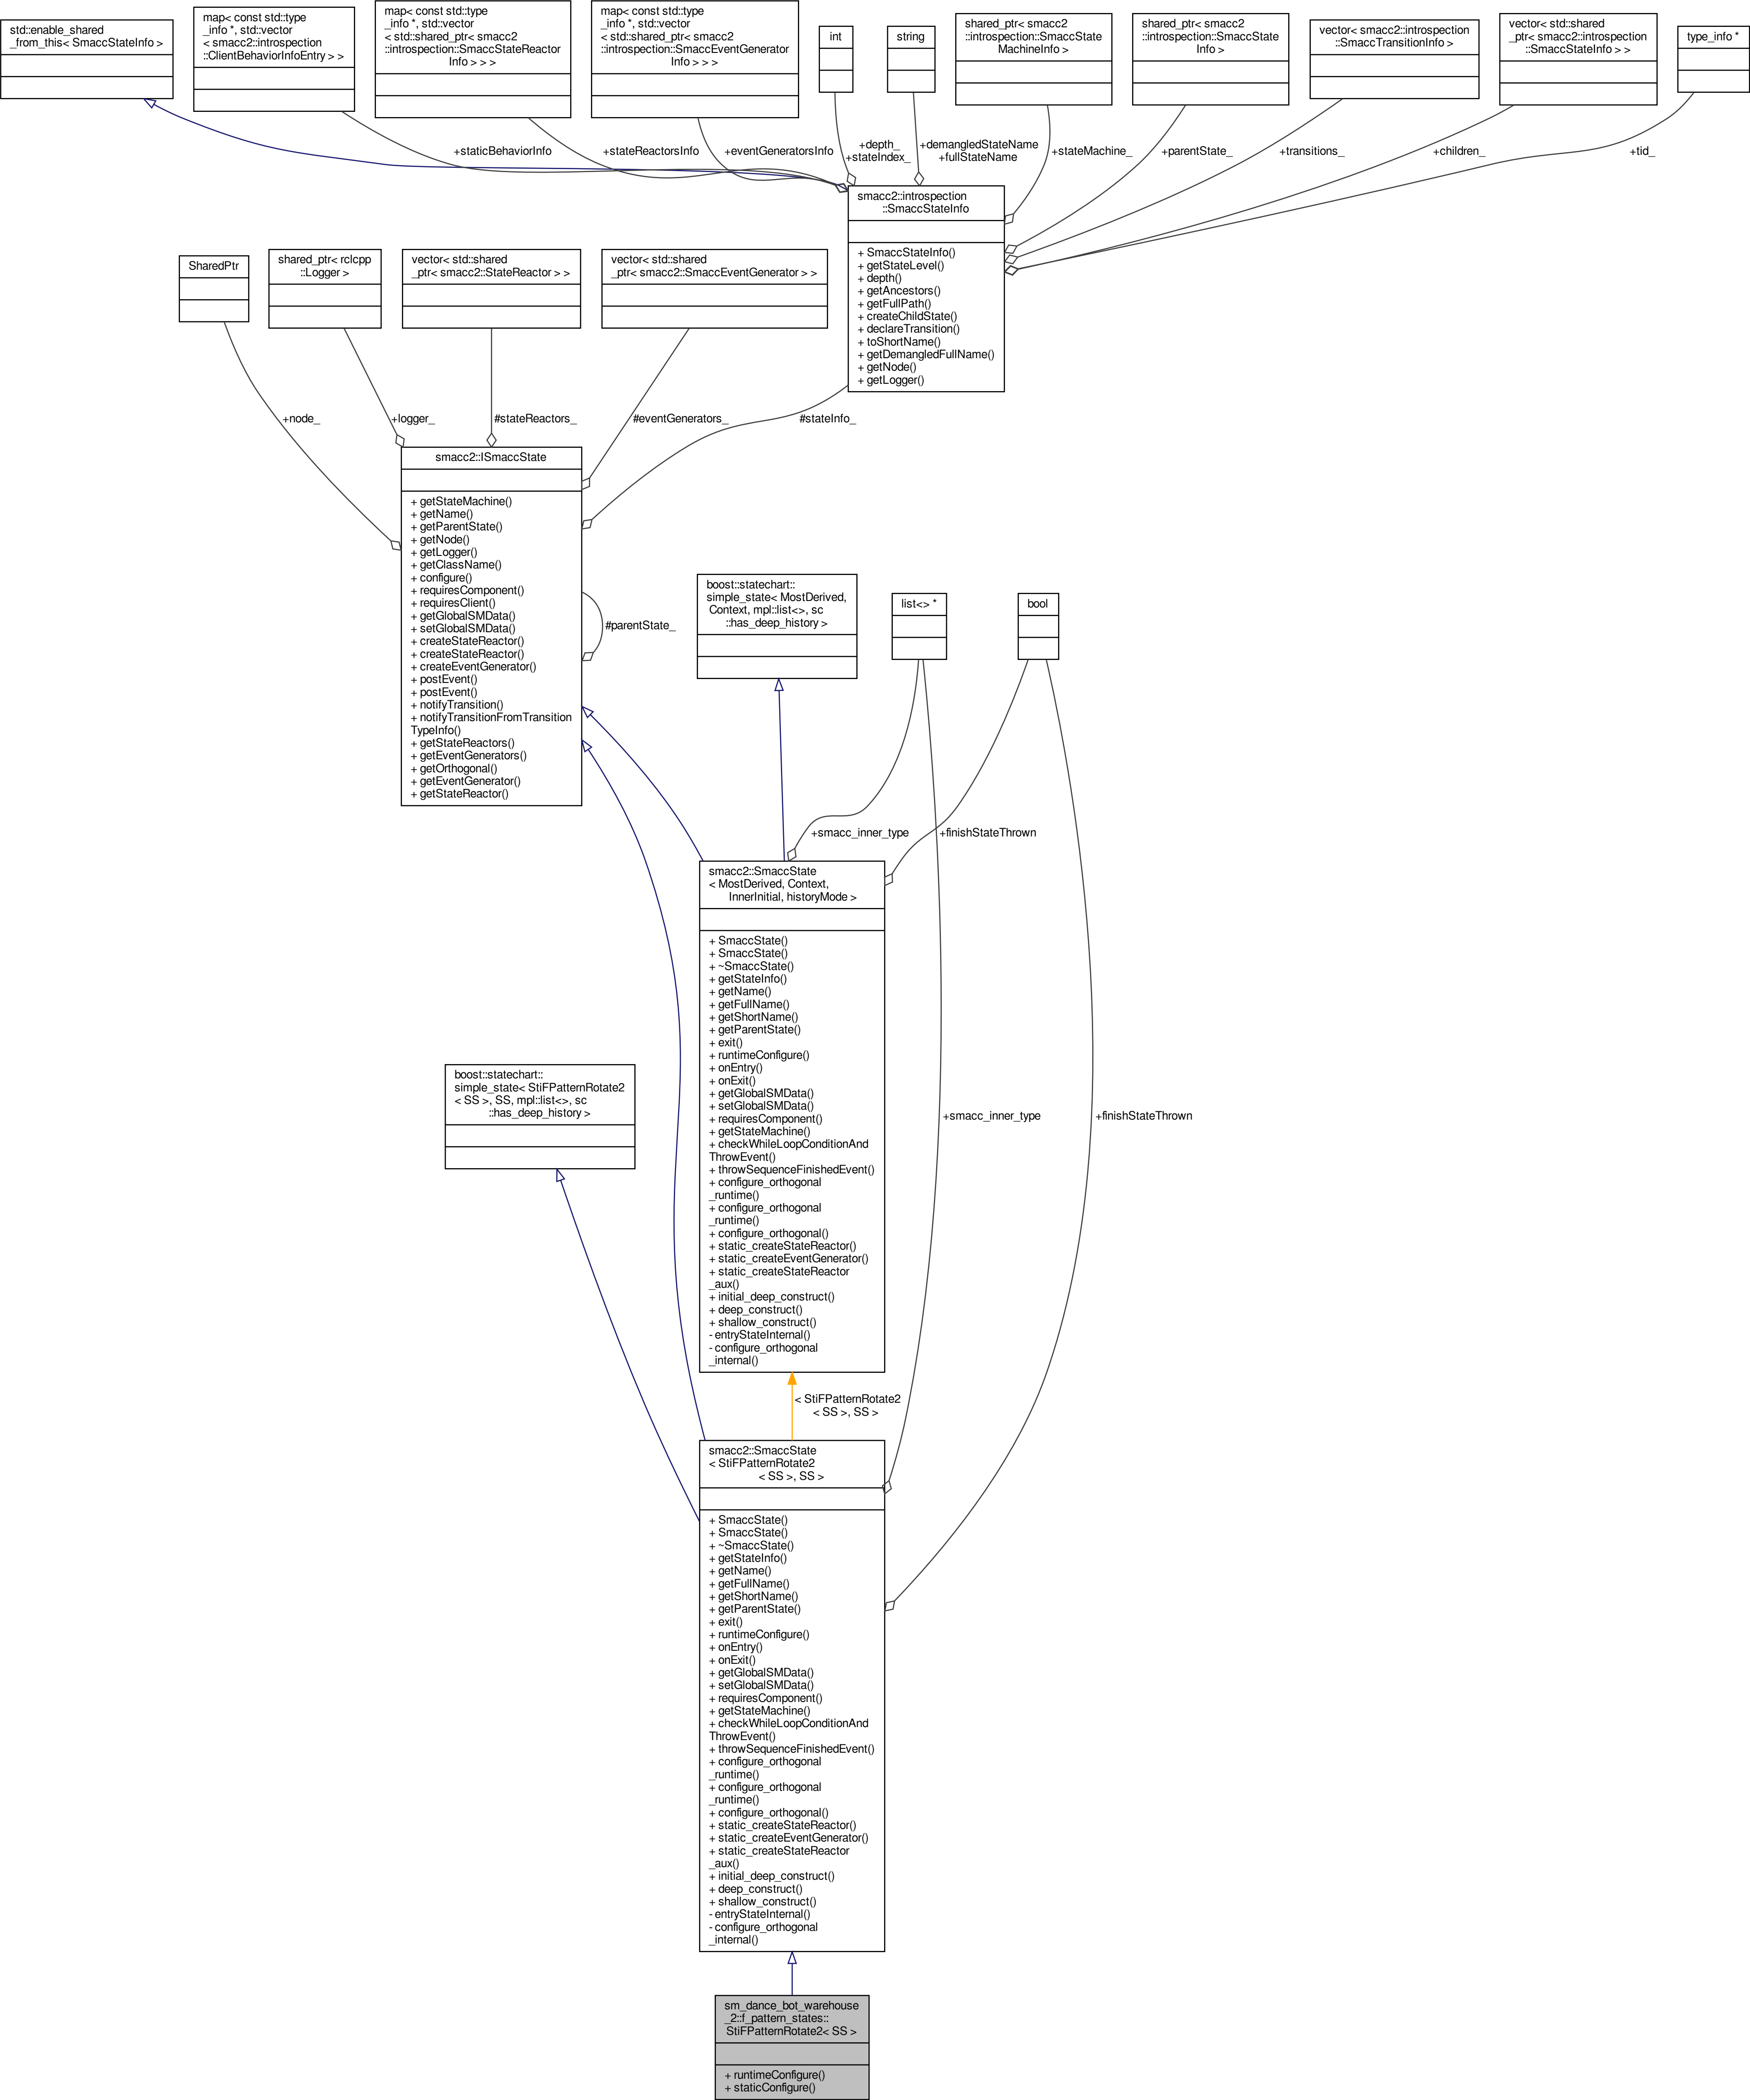 std::enable_shared
_from_this< SmaccStateInfo >
map< const std::type
_info *, std::vector
< smacc2::introspection
::ClientBehaviorInfoEntry > >
map< const std::type
_info *, std::vector
< std::shared_ptr< smacc2
::introspection::SmaccStateReactor
Info > > >
map< const std::type
_info *, std::vector
< std::shared_ptr< smacc2
::introspection::SmaccEventGenerator
Info > > >
int
string
shared_ptr< smacc2
::introspection::SmaccState
MachineInfo >
shared_ptr< smacc2
::introspection::SmaccState
Info >
vector< smacc2::introspection
::SmaccTransitionInfo >
vector< std::shared
_ptr< smacc2::introspection
::SmaccStateInfo > >
type_info *
+staticBehaviorInfo
+stateReactorsInfo
+eventGeneratorsInfo
+depth_
+stateIndex_
+demangledStateName
+fullStateName
+stateMachine_
+parentState_
+transitions_
+children_
+tid_
smacc2::introspection
::SmaccStateInfo
+ SmaccStateInfo()
+ getStateLevel()
+ depth()
+ getAncestors()
+ getFullPath()
+ createChildState()
+ declareTransition()
+ toShortName()
+ getDemangledFullName()
+ getNode()
+ getLogger()
SharedPtr
shared_ptr< rclcpp
::Logger >
vector< std::shared
_ptr< smacc2::StateReactor > >
vector< std::shared
_ptr< smacc2::SmaccEventGenerator > >
+node_
+logger_
#stateReactors_
#eventGenerators_
#stateInfo_
smacc2::ISmaccState
+ getStateMachine()
+ getName()
+ getParentState()
+ getNode()
+ getLogger()
+ getClassName()
+ configure()
+ requiresComponent()
+ requiresClient()
+ getGlobalSMData()
+ setGlobalSMData()
+ createStateReactor()
+ createStateReactor()
+ createEventGenerator()
+ postEvent()
+ postEvent()
+ notifyTransition()
+ notifyTransitionFromTransition
TypeInfo()
+ getStateReactors()
+ getEventGenerators()
+ getOrthogonal()
+ getEventGenerator()
+ getStateReactor()
#parentState_
boost::statechart::
simple_state< MostDerived,
Context, mpl::list<>, sc
::has_deep_history >
list<> *
bool
+smacc_inner_type
+finishStateThrown
smacc2::SmaccState
< MostDerived, Context,
InnerInitial, historyMode >
+ SmaccState()
+ SmaccState()
+ ~SmaccState()
+ getStateInfo()
+ getName()
+ getFullName()
+ getShortName()
+ getParentState()
+ exit()
+ runtimeConfigure()
+ onEntry()
+ onExit()
+ getGlobalSMData()
+ setGlobalSMData()
+ requiresComponent()
+ getStateMachine()
+ checkWhileLoopConditionAnd
ThrowEvent()
+ throwSequenceFinishedEvent()
+ configure_orthogonal
_runtime()
+ configure_orthogonal
_runtime()
+ configure_orthogonal()
+ static_createStateReactor()
+ static_createEventGenerator()
+ static_createStateReactor
_aux()
+ initial_deep_construct()
+ deep_construct()
+ shallow_construct()
- entryStateInternal()
- configure_orthogonal
_internal()
boost::statechart::
simple_state< StiFPatternRotate2
< SS >, SS, mpl::list<>, sc
::has_deep_history >
+smacc_inner_type
+finishStateThrown
< StiFPatternRotate2
< SS >, SS >
smacc2::SmaccState
< StiFPatternRotate2
< SS >, SS >
+ SmaccState()
+ SmaccState()
+ ~SmaccState()
+ getStateInfo()
+ getName()
+ getFullName()
+ getShortName()
+ getParentState()
+ exit()
+ runtimeConfigure()
+ onEntry()
+ onExit()
+ getGlobalSMData()
+ setGlobalSMData()
+ requiresComponent()
+ getStateMachine()
+ checkWhileLoopConditionAnd
ThrowEvent()
+ throwSequenceFinishedEvent()
+ configure_orthogonal
_runtime()
+ configure_orthogonal
_runtime()
+ configure_orthogonal()
+ static_createStateReactor()
+ static_createEventGenerator()
+ static_createStateReactor
_aux()
+ initial_deep_construct()
+ deep_construct()
+ shallow_construct()
- entryStateInternal()
- configure_orthogonal
_internal()
sm_dance_bot_warehouse
_2::f_pattern_states::
StiFPatternRotate2< SS >
+ runtimeConfigure()
+ staticConfigure()